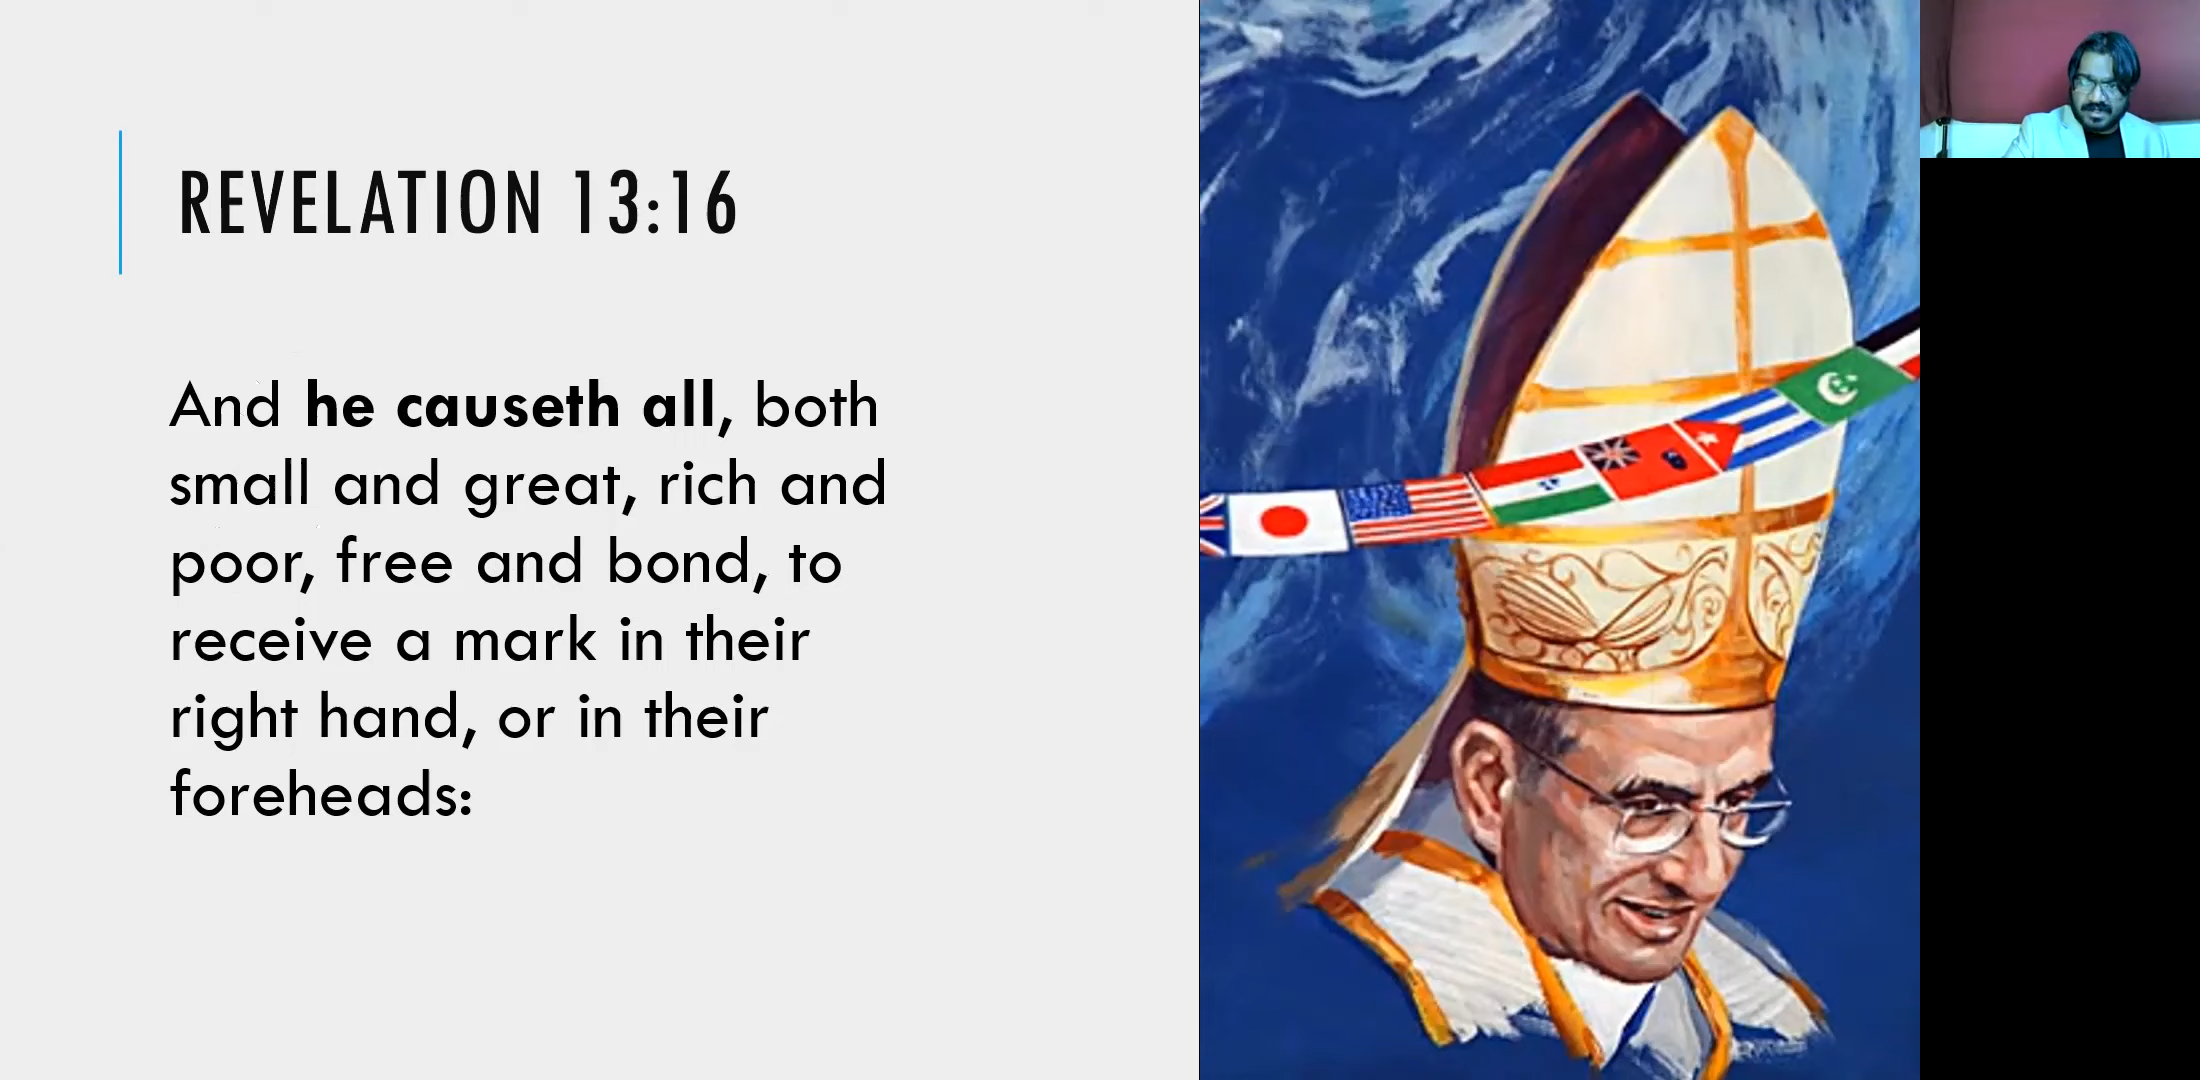 REVELATION 13:16
And he causeth all, both
small and great, rich and
poor, free and bond, to
receive a mark in their
right hand, or in their
foreheads: